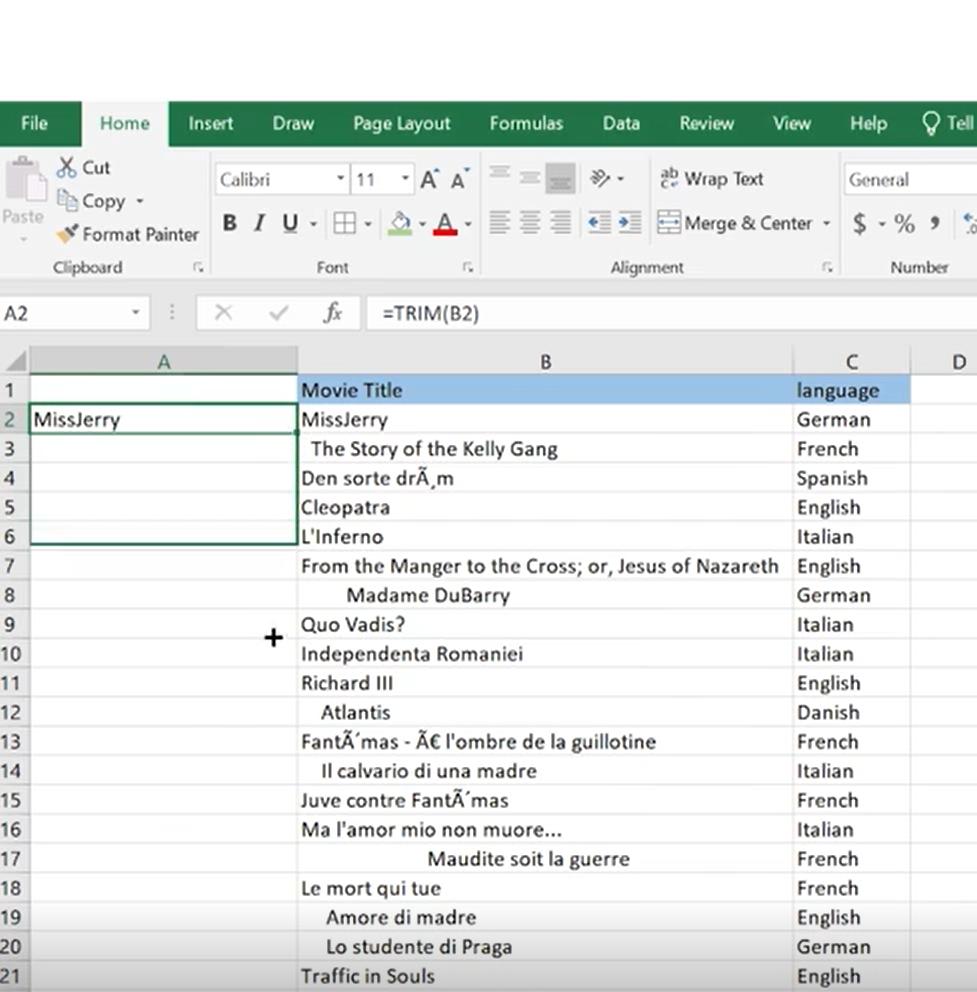 File Home Insert Draw Page Layout Formulas Data Review View Help Tell
Cut
Copy
Paste
Format Painter
Calibri 11 A A
B I U A
ab Wrap Text
Merge & Center
General
$ % ,
Clipboard Font Alignment Number
A2 fx =TRIM(B2)
A B C D
1 Movie Title language
2 MissJerry MissJerry German
3 The Story of the Kelly Gang French
4 Den sorte drÃ¸m Spanish
5 Cleopatra English
6 L'Inferno Italian
7 From the Manger to the Cross; or, Jesus of Nazareth English
8 Madame DuBarry German
9 Quo Vadis? Italian
10 Independenta Romaniei Italian
11 Richard III English
12 Atlantis Danish
13 FantÃ´mas - Ã€ l'ombre de la guillotine French
14 Il calvario di una madre Italian
15 Juve contre FantÃ´mas French
16 Ma l'amor mio non muore... Italian
17 Maudite soit la guerre French
18 Le mort qui tue French
19 Amore di madre English
20 Lo studente di Praga German
21 Traffic in Souls English